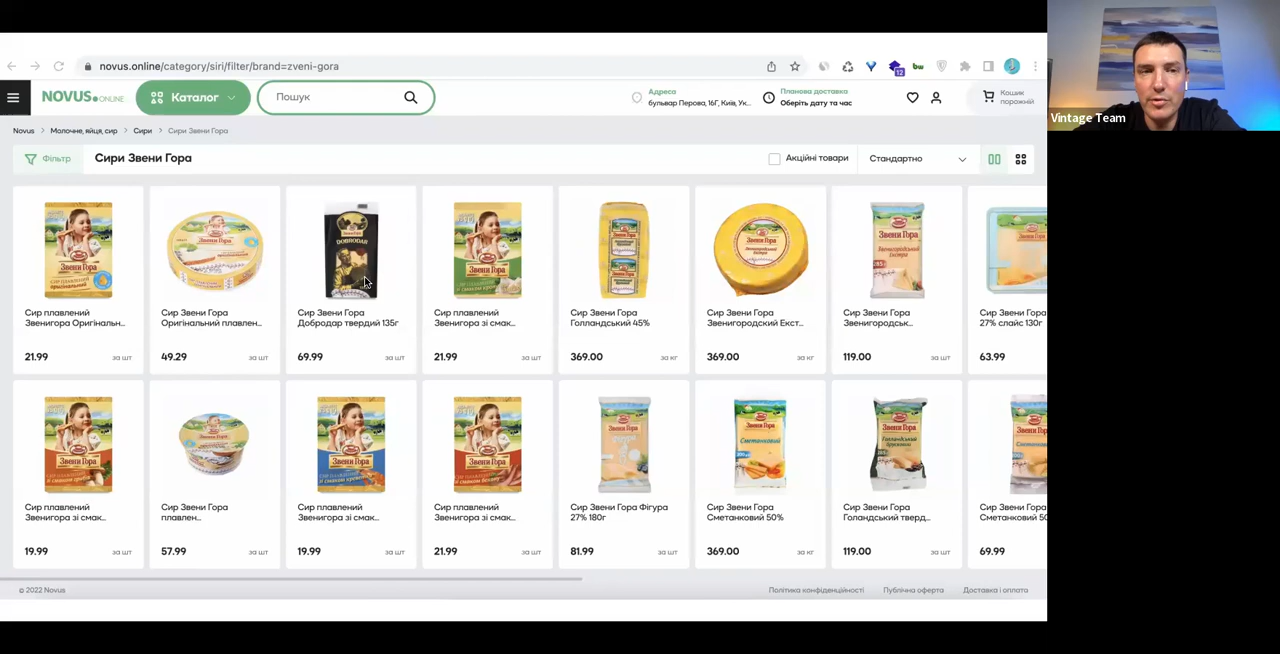 novus.online/category/siri/filter/brand=zveni-gora
12
NOVUS.ONLINE
Каталог
Пошук
Адреса
бульвар Перова, 16Г, Київ, Ук...
Планова доставка
Оберіть дату та час
Кошик
порожній
Vintage Team
Novus > Молочне, яйця, сир > Сири > Сири Звени Гора
Фільтр
Сири Звени Гора
Акційні товари
Стандартно
Сир плавлений
Звенигора Оригінальн...
21.99 за шт
Сир Звени Гора
Оригінальний плавлен...
49.29 за шт
Сир Звени Гора
Добродар твердий 135г
69.99 за шт
Сир плавлений
Звенигора зі смак...
21.99 за шт
Сир Звени Гора
Голландський 45%
369.00 за кг
Сир Звени Гора
Звенигородский Екст...
369.00 за кг
Сир Звени Гора
Звенигородськ...
119.00 за шт
Сир Звени Гора
27% слайс 130г
63.99
Сир плавлений
Звенигора зі смак...
19.99 за шт
Сир Звени Гора
плавлен...
57.99 за шт
Сир плавлений
Звенигора зі смак...
19.99 за шт
Сир плавлений
Звенигора зі смак...
21.99 за шт
Сир Звени Гора Фігура
27% 180г
81.99 за шт
Сир Звени Гора
Сметанковий 50%
369.00 за кг
Сир Звени Гора
Голандський тверд...
119.00 за шт
Сир Звени Гора
Сметанковий 50
69.99
© 2022 Novus
Політика конфіденційності
Публічна оферта
Доставка і оплата